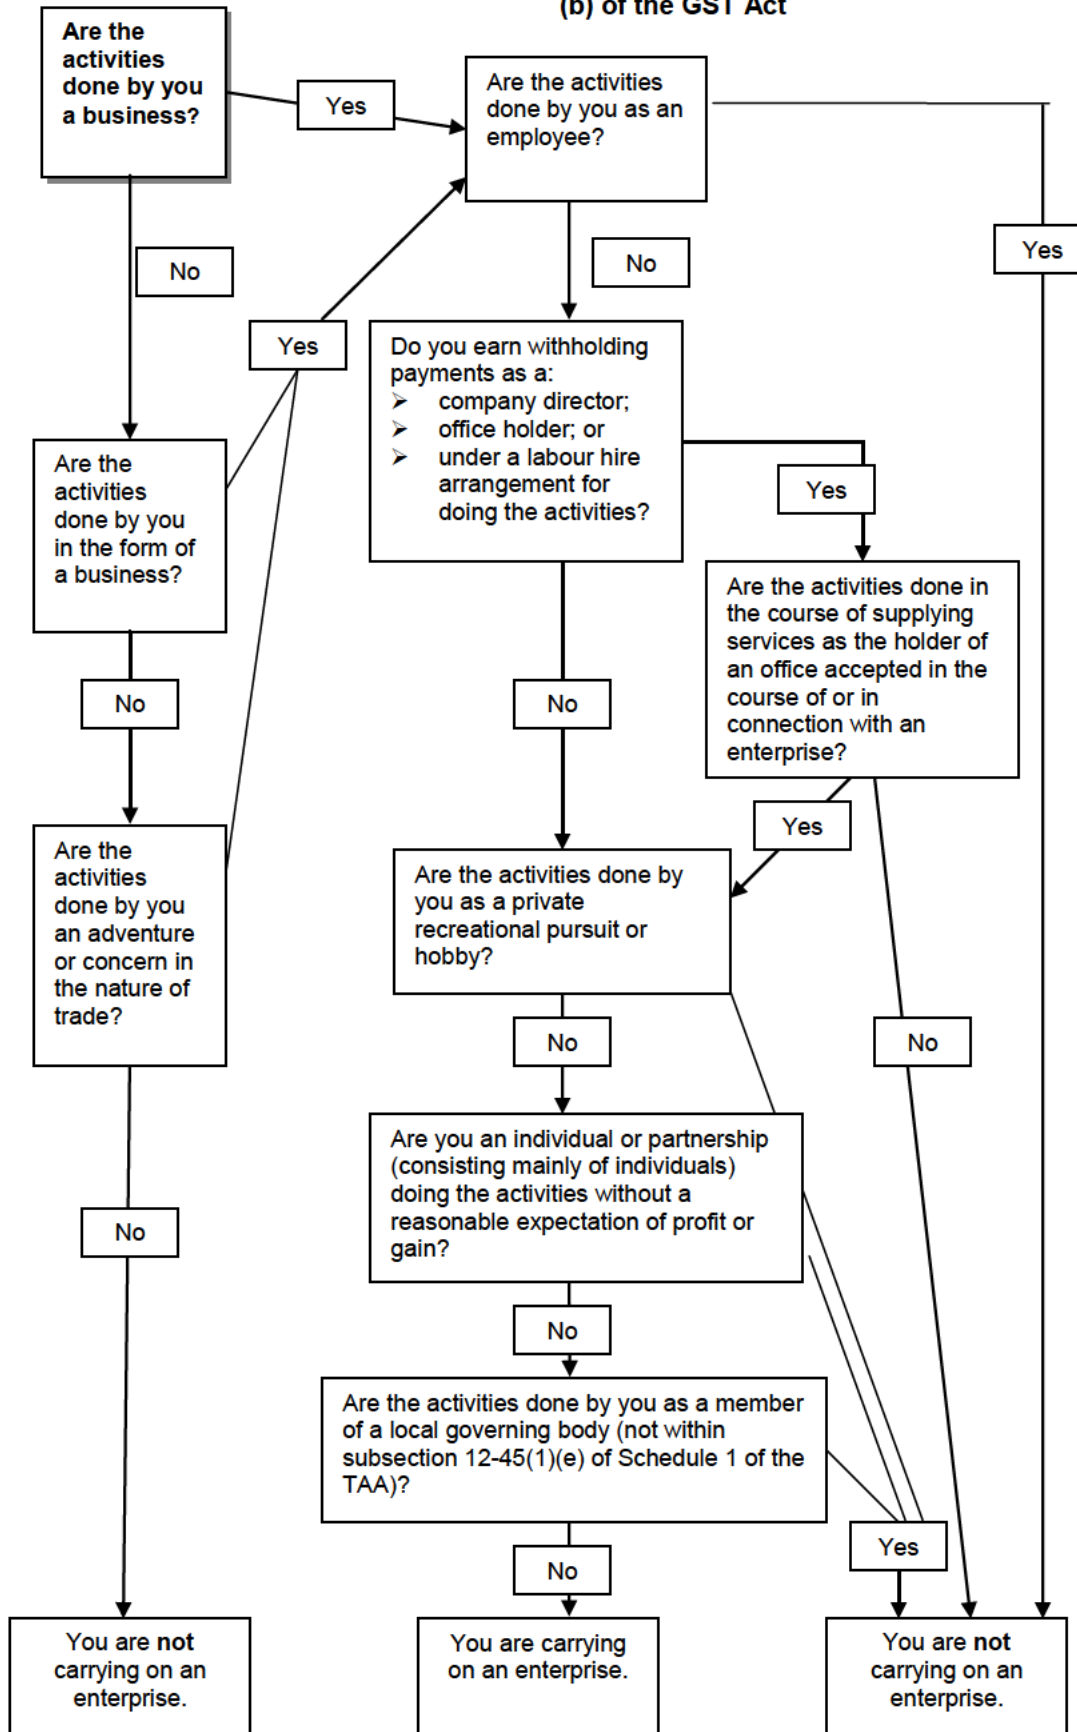 (b) of the GST Act
Are the
activities
done by you
a business?
Yes
Are the activities
done by you as an
employee?
Yes
No
No
Yes
Do you earn withholding
payments as a:
➢ company director;
➢ office holder; or
➢ under a labour hire
arrangement for
doing the activities?
Yes
Are the
activities
done by you
in the form of
a business?
Are the activities done in
the course of supplying
services as the holder of
an office accepted in the
course of or in
connection with an
enterprise?
No
No
Yes
Are the
activities
done by you
an adventure
or concern in
the nature of
trade?
Are the activities done by
you as a private
recreational pursuit or
hobby?
No
No
Are you an individual or partnership
(consisting mainly of individuals)
doing the activities without a
reasonable expectation of profit or
gain?
No
No
Are the activities done by you as a member
of a local governing body (not within
subsection 12-45(1)(e) of Schedule 1 of the
TAA)?
Yes
No
You are not
carrying on an
enterprise.
You are carrying
on an enterprise.
You are not
carrying on an
enterprise.